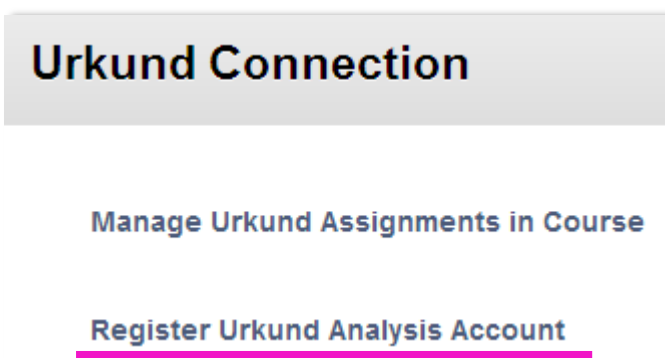 Urkund Connection
Manage Urkund Assignments in Course
Register Urkund Analysis Account